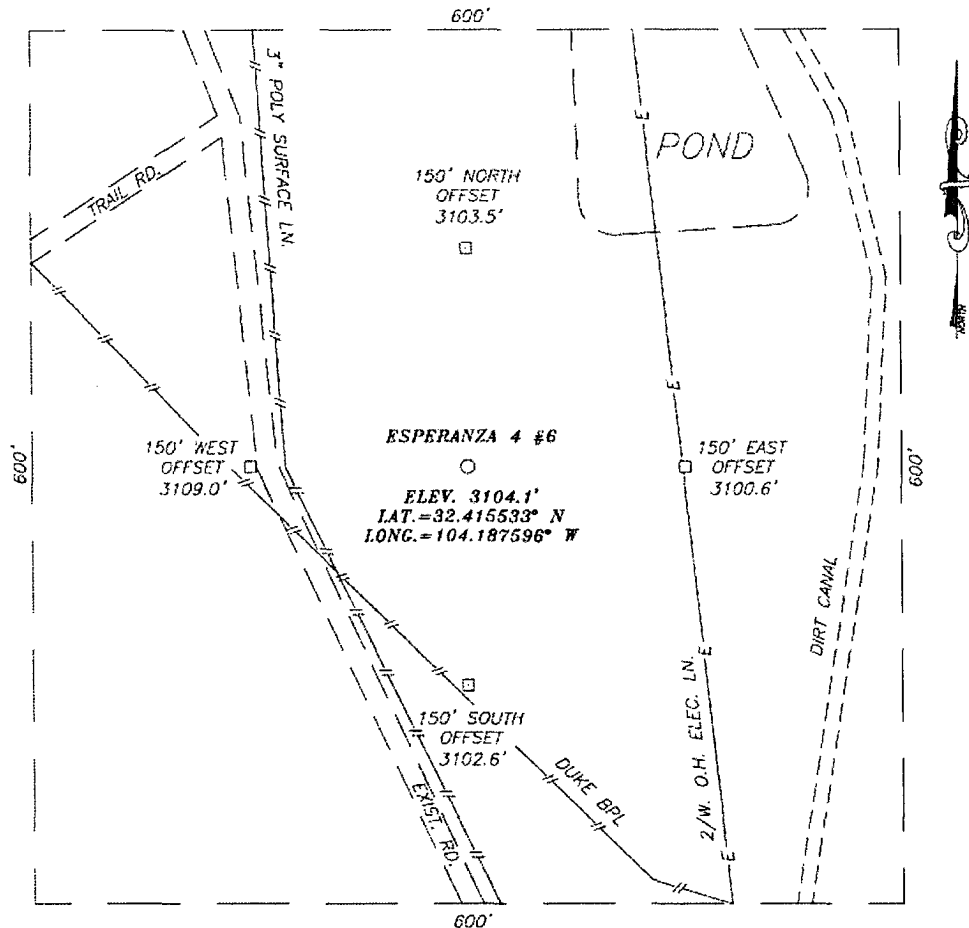 600'
3" POLY SURFACE LN.
E
POND
TRAIL RD.
150' NORTH
OFFSET
3103.5'
NORTH
E
600'
150' WEST
OFFSET
3109.0'
ESPERANZA 4 #6
ELEV. 3104.1'
LAT.=32.415533° N
LONG.=104.187596° W
150' EAST
OFFSET
3100.6'
600'
DIRT CANAL
E
2/W. O.H. ELEC. LN.
150' SOUTH
OFFSET
3102.6'
DUKE BPL
EXIST. RD.
E
600'